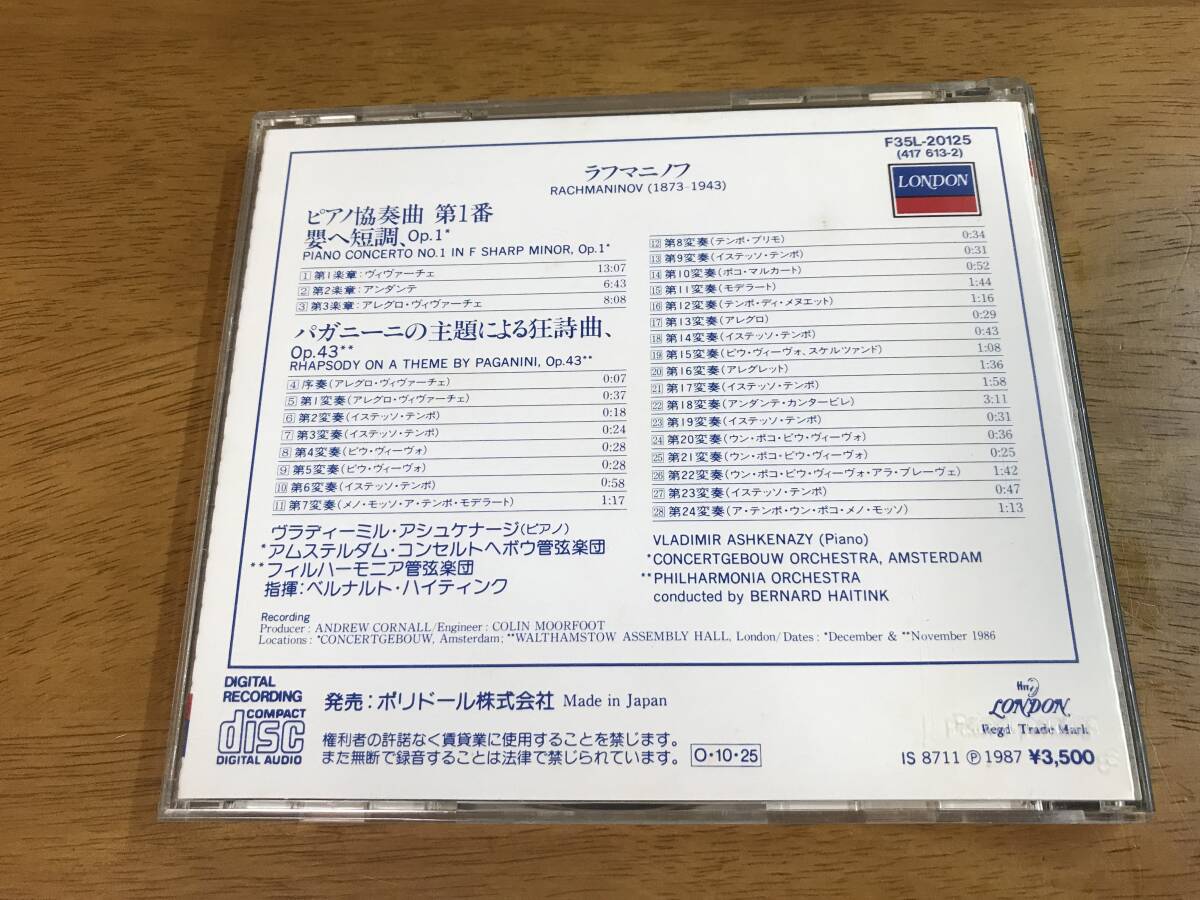 F35L-20125
(417 613-2)
LONDON
ラフマニノフ
RACHMANINOV (1873-1943)
ピアノ協奏曲 第1番
嬰ヘ短調、Op.1*
PIANO CONCERTO NO.1 IN F SHARP MINOR, Op.1*
1 第1楽章:ヴィヴァーチェ 13:07
2 第2楽章:アンダンテ 6:43
3 第3楽章:アレグロ・ヴィヴァーチェ 8:08
パガニーニの主題による狂詩曲、
Op.43**
RHAPSODY ON A THEME BY PAGANINI, Op.43**
4 序奏(アレグロ・ヴィヴァーチェ) 0:07
5 第1変奏(アレグロ・ヴィヴァーチェ) 0:37
6 第2変奏(イステッソ・テンポ) 0:18
7 第3変奏(イステッソ・テンポ) 0:24
8 第4変奏(ピウ・ヴィーヴォ) 0:28
9 第5変奏(ピウ・ヴィーヴォ) 0:28
10 第6変奏(イステッソ・テンポ) 0:58
11 第7変奏(メノ・モッソ・ア・テンポ・モデラート) 1:17
12 第8変奏(テンポ・プリモ) 0:34
13 第9変奏(イステッソ・テンポ) 0:31
14 第10変奏(ポコ・マルカート) 0:52
15 第11変奏(モデラート) 1:44
16 第12変奏(テンポ・ディ・メヌエット) 1:16
17 第13変奏(アレグロ) 0:29
18 第14変奏(イステッソ・テンポ) 0:43
19 第15変奏(ピウ・ヴィーヴォ、スケルツァンド) 1:08
20 第16変奏(アレグレット) 1:36
21 第17変奏(イステッソ・テンポ) 1:58
22 第18変奏(アンダンテ・カンタービレ) 3:11
23 第19変奏(イステッソ・テンポ) 0:31
24 第20変奏(ウン・ポコ・ピウ・ヴィーヴォ) 0:36
25 第21変奏(ウン・ポコ・ピウ・ヴィーヴォ) 0:25
26 第22変奏(ウン・ポコ・ピウ・ヴィーヴォ・アラ・ブレーヴェ) 1:42
27 第23変奏(イステッソ・テンポ) 0:47
28 第24変奏(ア・テンポ・ウン・ポコ・メノ・モッソ) 1:13
ヴラディーミル・アシュケナージ(ピアノ)
*アムステルダム・コンセルトヘボウ管弦楽団
**フィルハーモニア管弦楽団
指揮:ベルナルト・ハイティンク
VLADIMIR ASHKENAZY (Piano)
*CONCERTGEBOUW ORCHESTRA, AMSTERDAM
**PHILHARMONIA ORCHESTRA
conducted by BERNARD HAITINK
Recording
Producer: ANDREW CORNALL/Engineer: COLIN MOORFOOT
Locations: *CONCERTGEBOUW, Amsterdam; **WALTHAMSTOW ASSEMBLY HALL, London/Dates: *December & **November 1986
DIGITAL
RECORDING
COMPACT
disc
DIGITAL AUDIO
発売:ポリドール株式会社 Made in Japan
権利者の許諾なく賃貸業に使用することを禁じます。
また無断で録音することは法律で禁じられています。
O・10・25
LONDON
Regd. Trade Mark
IS 8711 ℗ 1987 ¥3,500